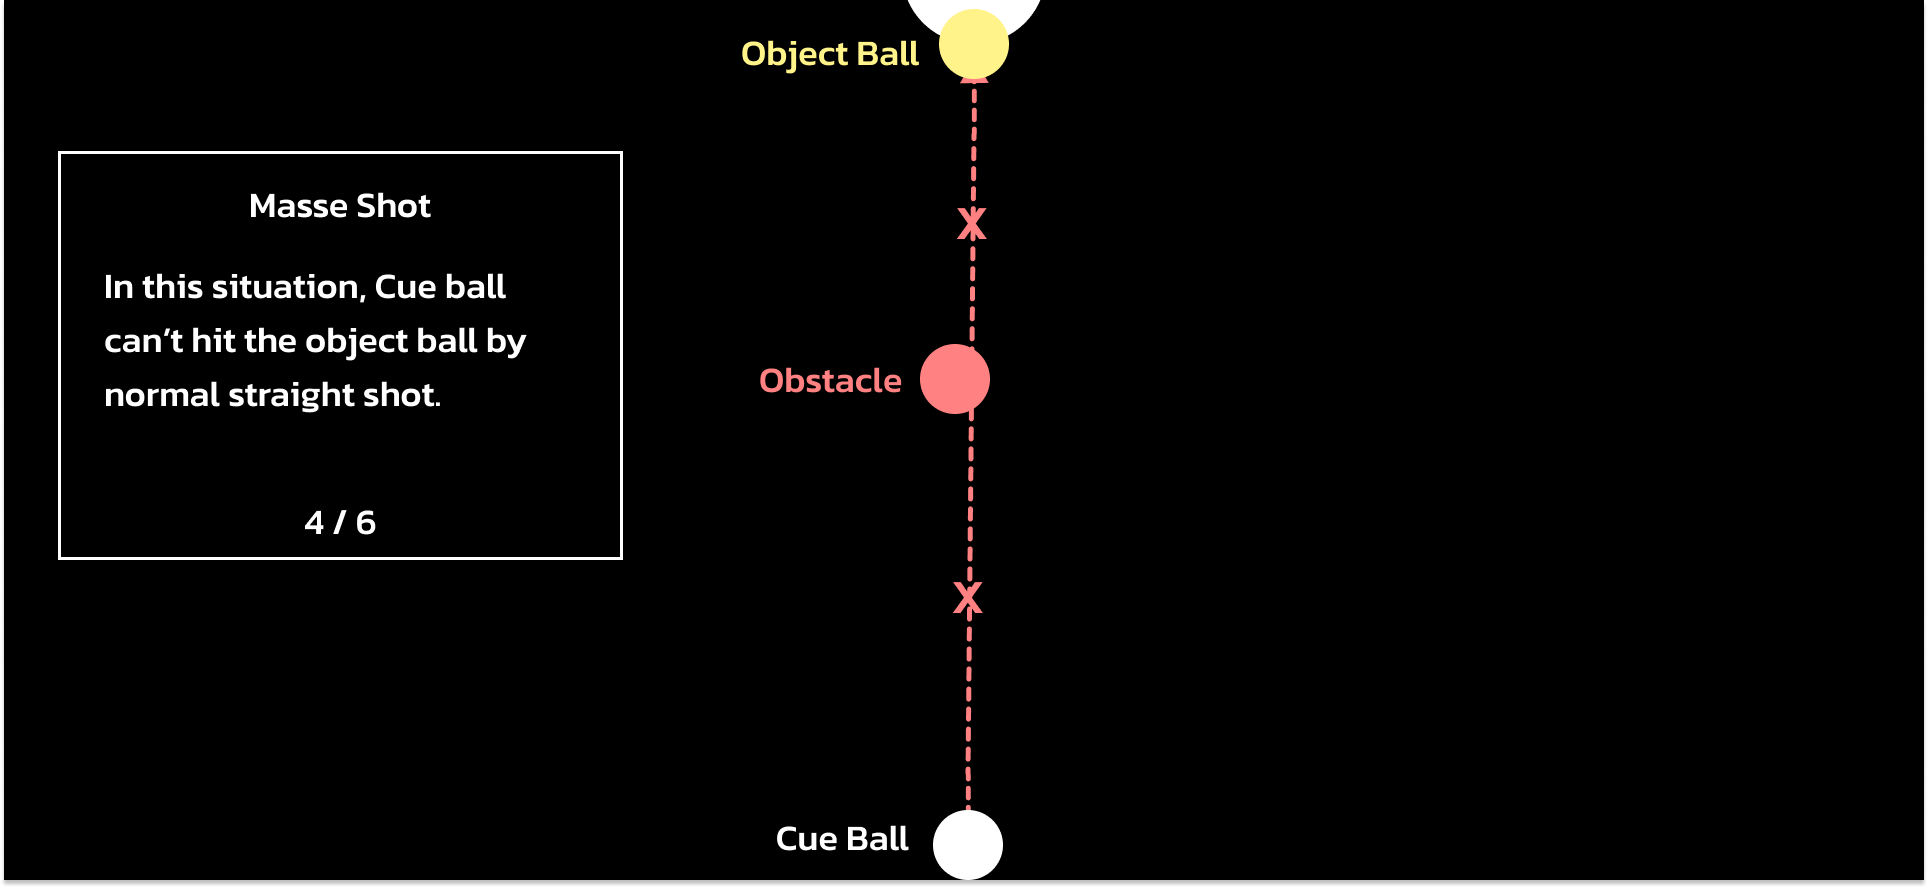 Object Ball
Masse Shot
In this situation, Cue ball
can’t hit the object ball by
normal straight shot.
4 / 6
X
Obstacle
X
Cue Ball